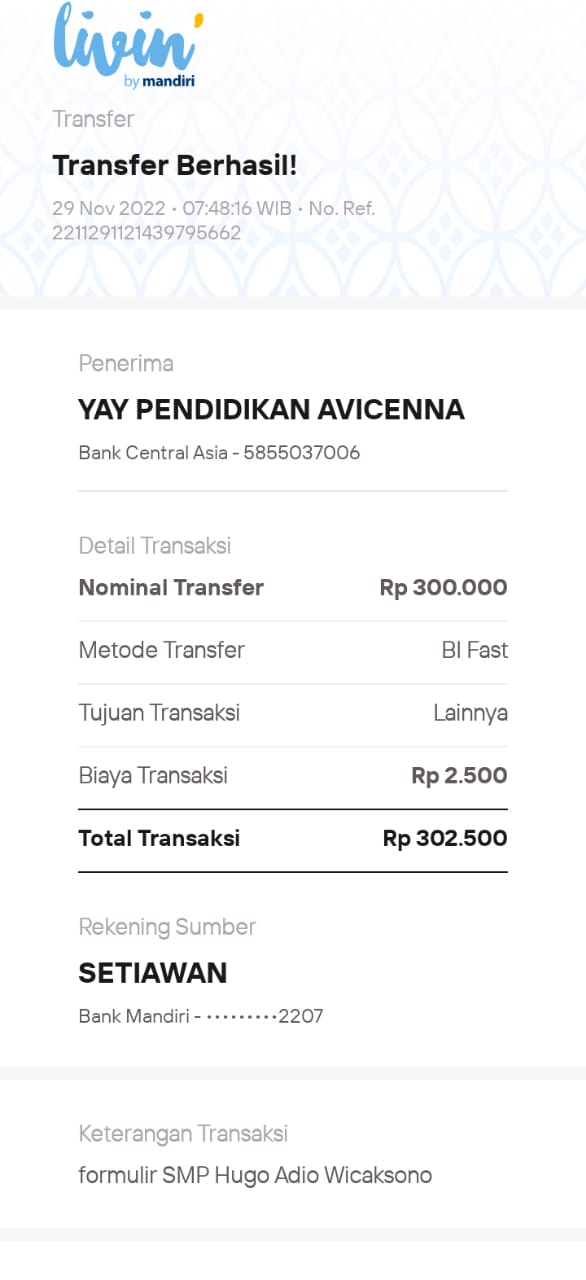 livin'
by mandiri
Transfer
Transfer Berhasil!
29 Nov 2022 • 07:48:16 WIB • No. Ref.
2211291121439795662
Penerima
YAY PENDIDIKAN AVICENNA
Bank Central Asia - 5855037006
Detail Transaksi
Nominal Transfer Rp 300.000
Metode Transfer BI Fast
Tujuan Transaksi Lainnya
Biaya Transaksi Rp 2.500
Total Transaksi Rp 302.500
Rekening Sumber
SETIAWAN
Bank Mandiri - •••••••••2207
Keterangan Transaksi
formulir SMP Hugo Adio Wicaksono